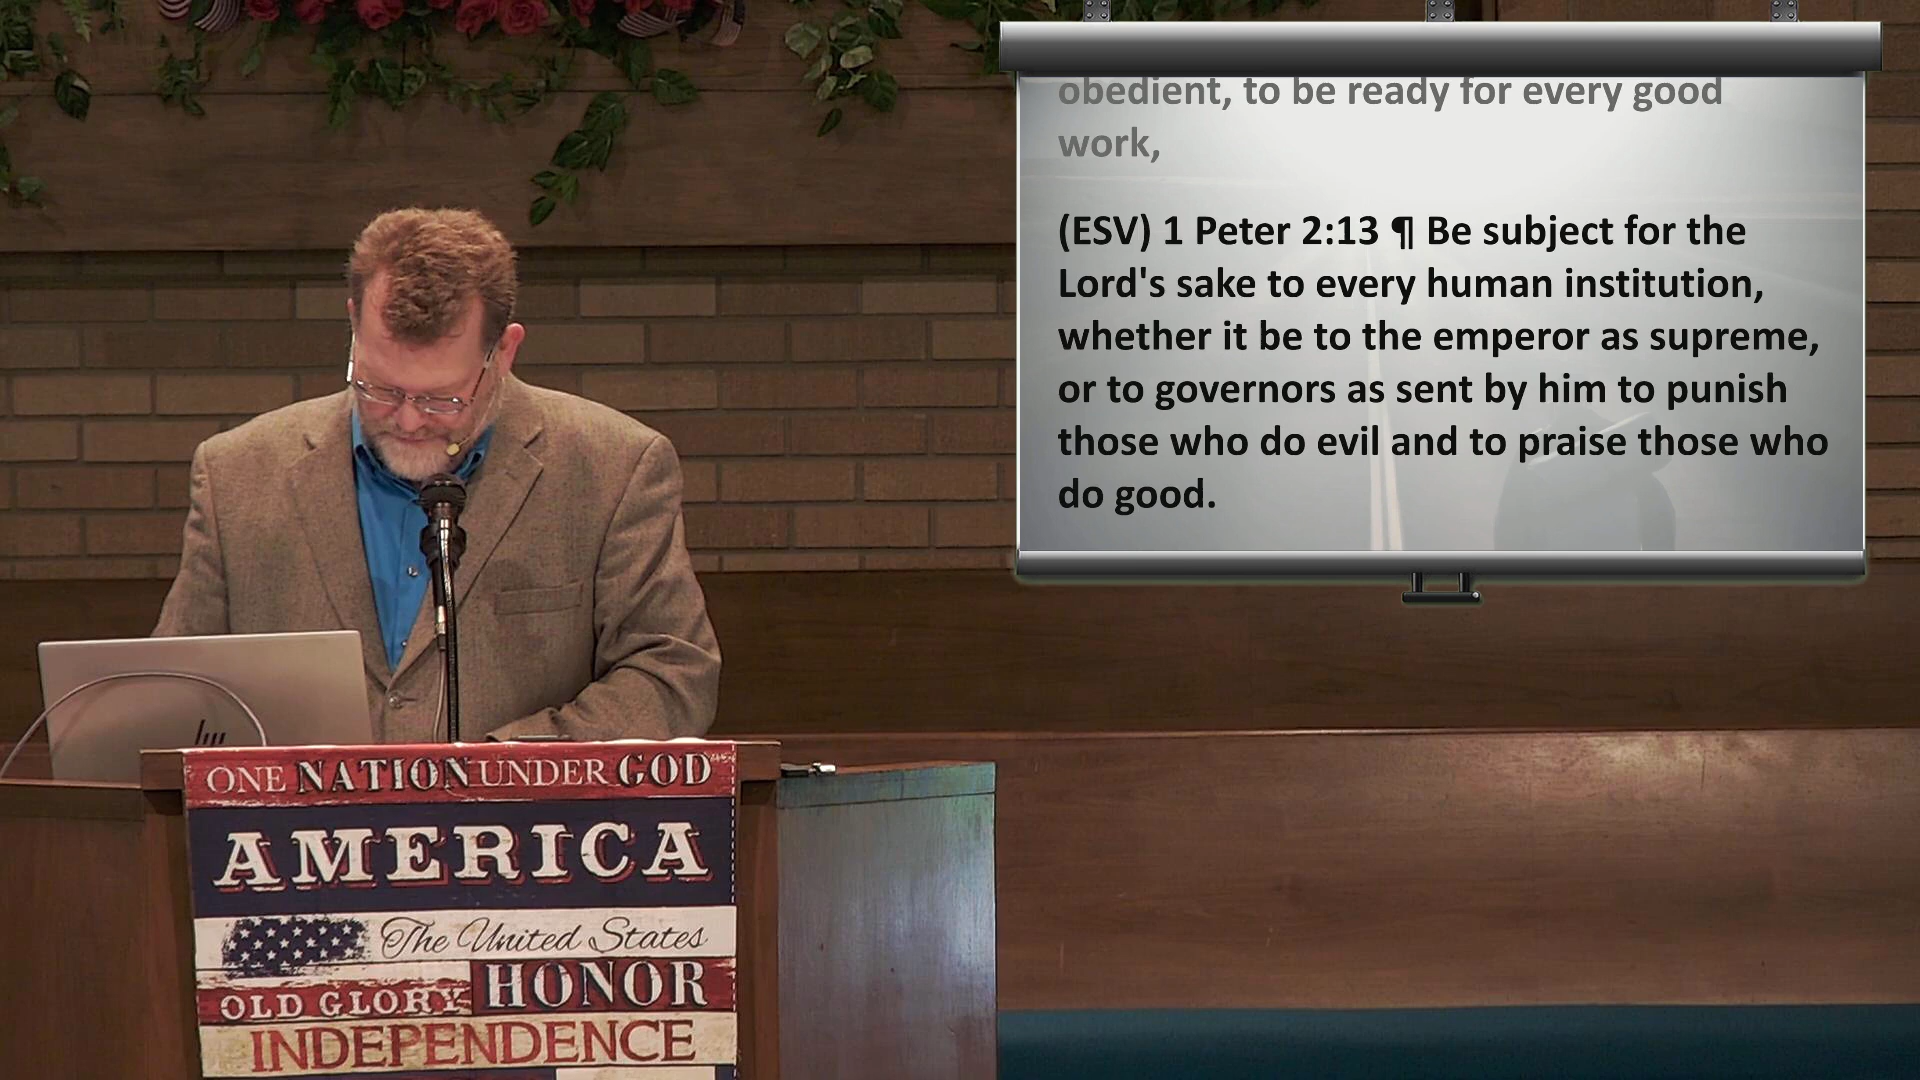 obedient, to be ready for every good
work,
(ESV) 1 Peter 2:13 ¶ Be subject for the
Lord's sake to every human institution,
whether it be to the emperor as supreme,
or to governors as sent by him to punish
those who do evil and to praise those who
do good.
hp
ONE NATION UNDER GOD
AMERICA
The United States
OLD GLORY HONOR
INDEPENDENCE